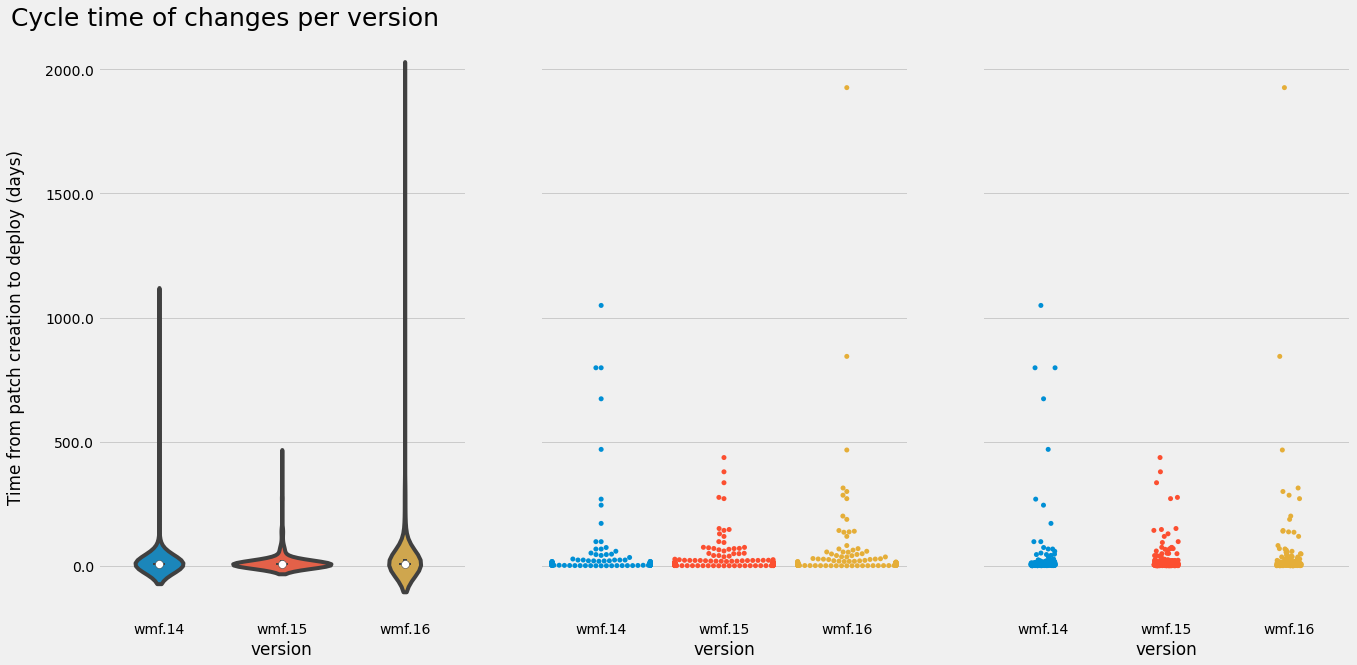 Cycle time of changes per version
Time from patch creation to deploy (days)
2000.0
1500.0
1000.0
500.0
0.0
wmf.14 wmf.15 wmf.16
version
wmf.14 wmf.15 wmf.16
version
wmf.14 wmf.15 wmf.16
version